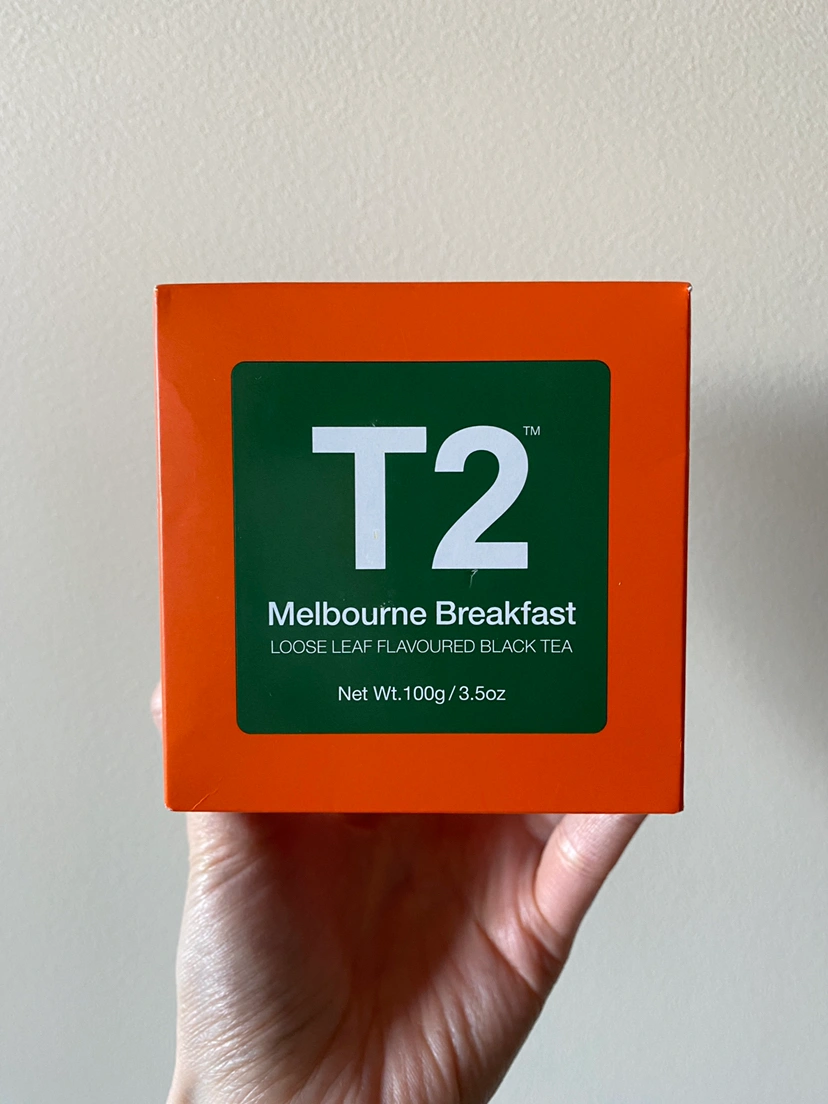 T2™
Melbourne Breakfast
LOOSE LEAF FLAVOURED BLACK TEA
Net Wt.100g/3.5oz